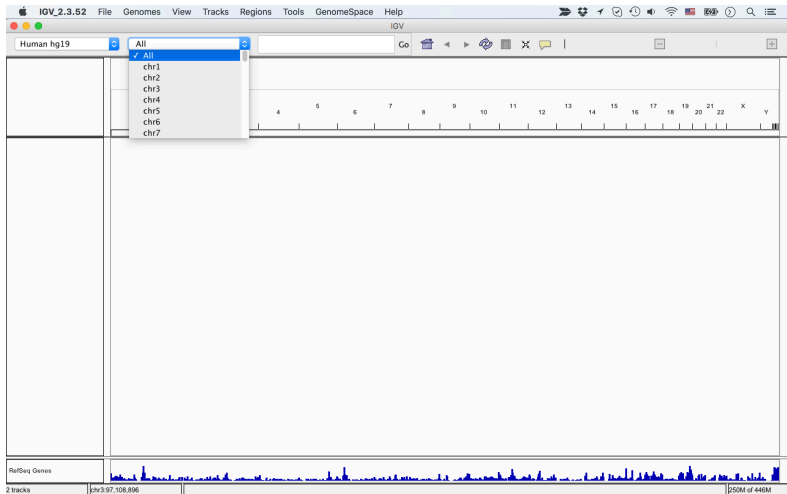 IGV_2.3.52 File Genomes View Tracks Regions Tools GenomeSpace Help
IGV
Human hg19 All Go
✓ All
chr1
chr2
chr3
chr4
chr5
chr6
chr7
4 5 6 7 8 9 10 11 12 13 14 15 16 17 18 19 20 21 22 X Y
RefSeq Genes
2 tracks chr3:97,108,896 250M of 446M